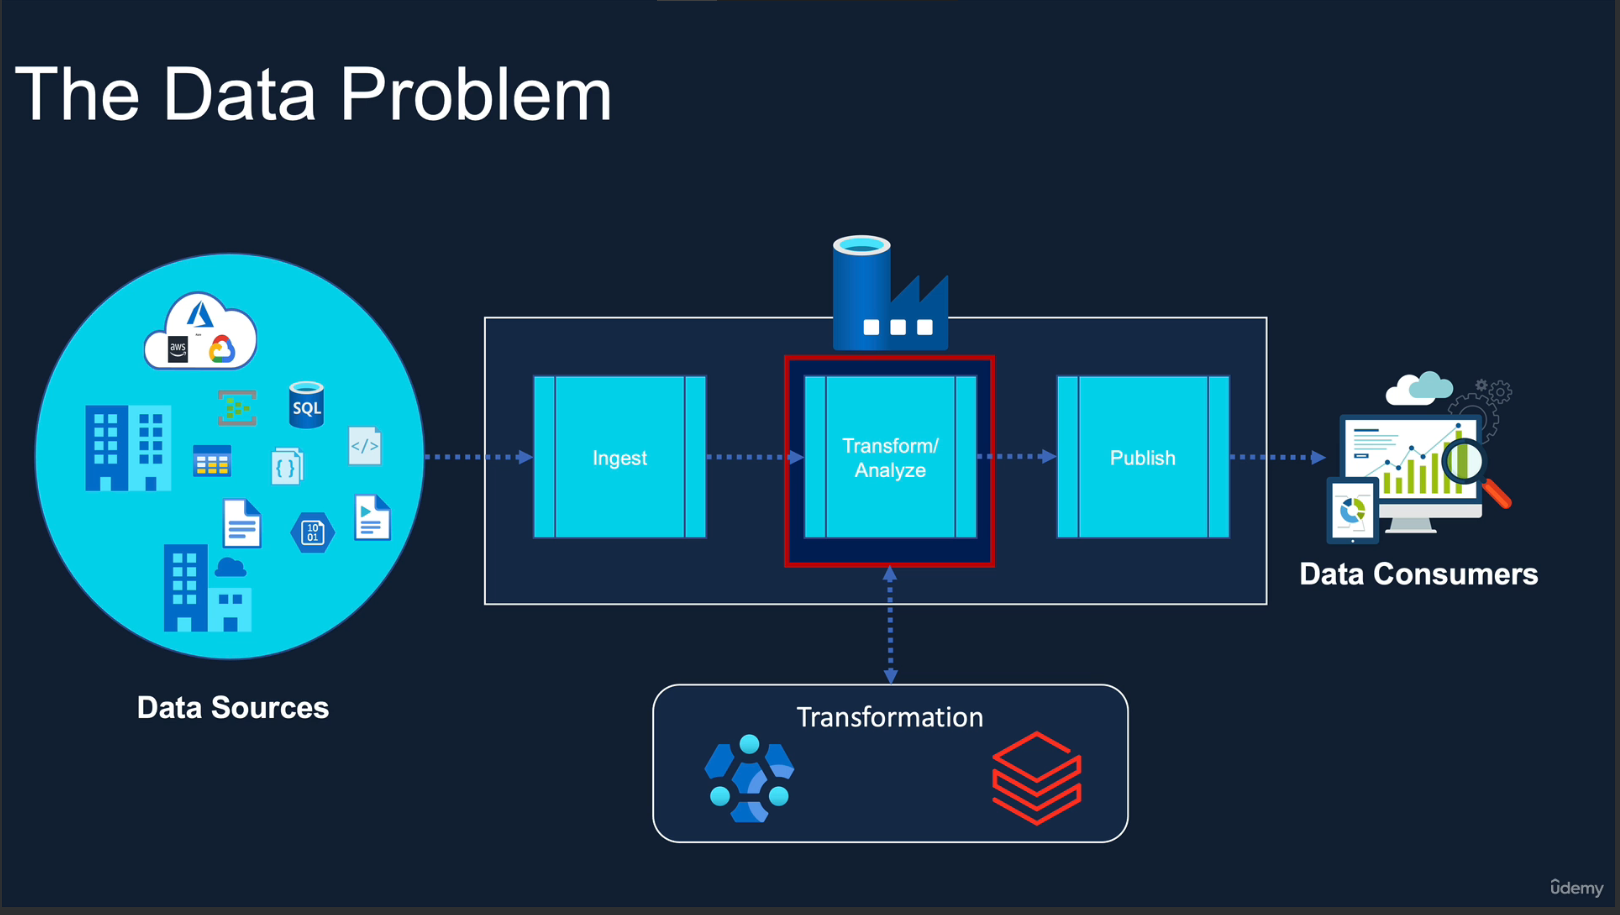 The Data Problem
aws
SQL
</>
{ }
10
01
Ingest
Transform/
Analyze
Publish
Data Consumers
Data Sources
Transformation
ûdemy